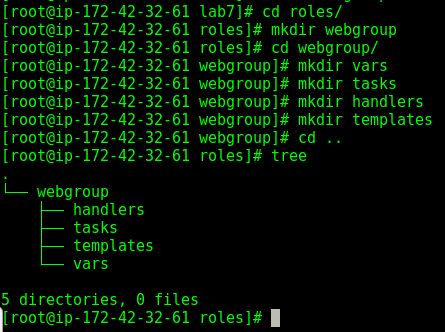 [root@ip-172-42-32-61 lab7]# cd roles/
[root@ip-172-42-32-61 roles]# mkdir webgroup
[root@ip-172-42-32-61 roles]# cd webgroup/
[root@ip-172-42-32-61 webgroup]# mkdir vars
[root@ip-172-42-32-61 webgroup]# mkdir tasks
[root@ip-172-42-32-61 webgroup]# mkdir handlers
[root@ip-172-42-32-61 webgroup]# mkdir templates
[root@ip-172-42-32-61 webgroup]# cd ..
[root@ip-172-42-32-61 roles]# tree
.
└── webgroup
    ├── handlers
    ├── tasks
    ├── templates
    └── vars
5 directories, 0 files
[root@ip-172-42-32-61 roles]#